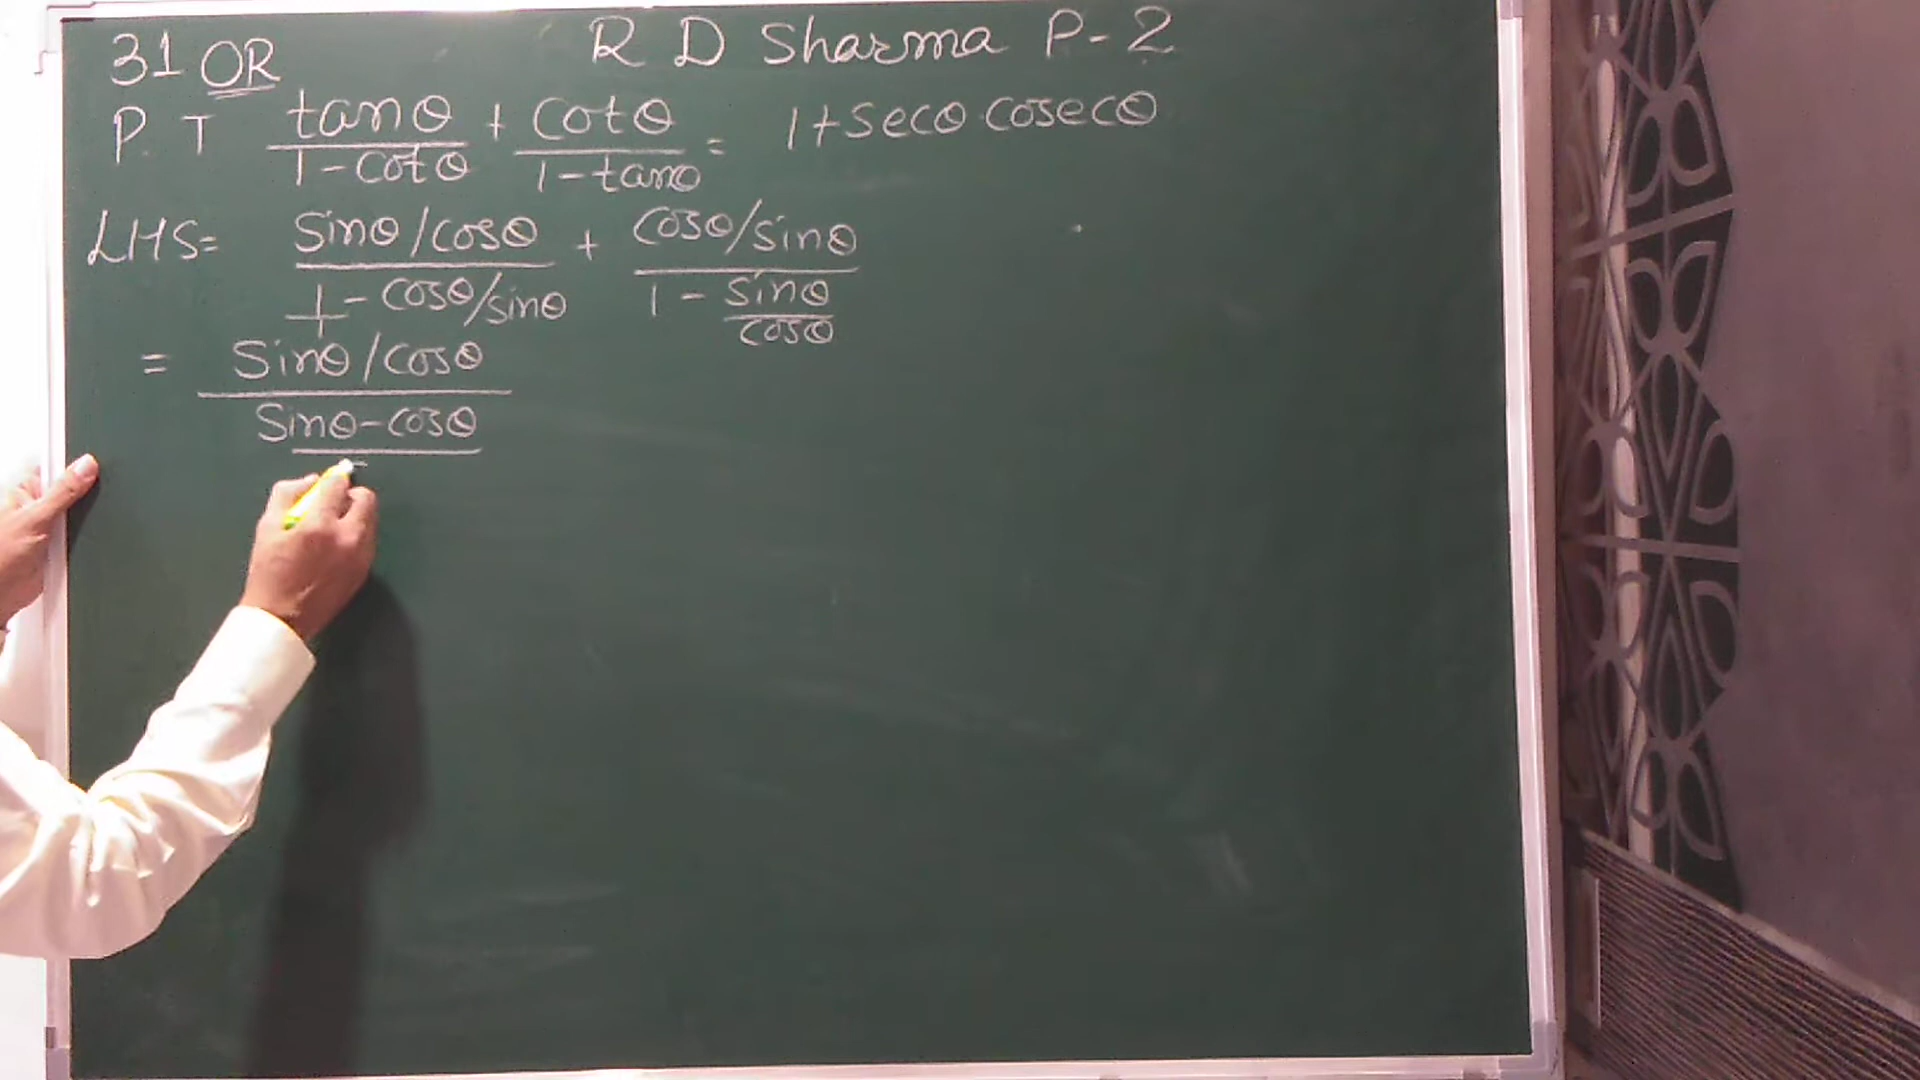 31 OR R D Sharma P-2
P.T tanθ/1-cotθ + cotθ/1-tanθ = 1+secθ.cosecθ
LHS= sinθ/cosθ/1-cosθ/sinθ + cosθ/sinθ/1-sinθ/cosθ
= sinθ/cosθ
sinθ-cosθ